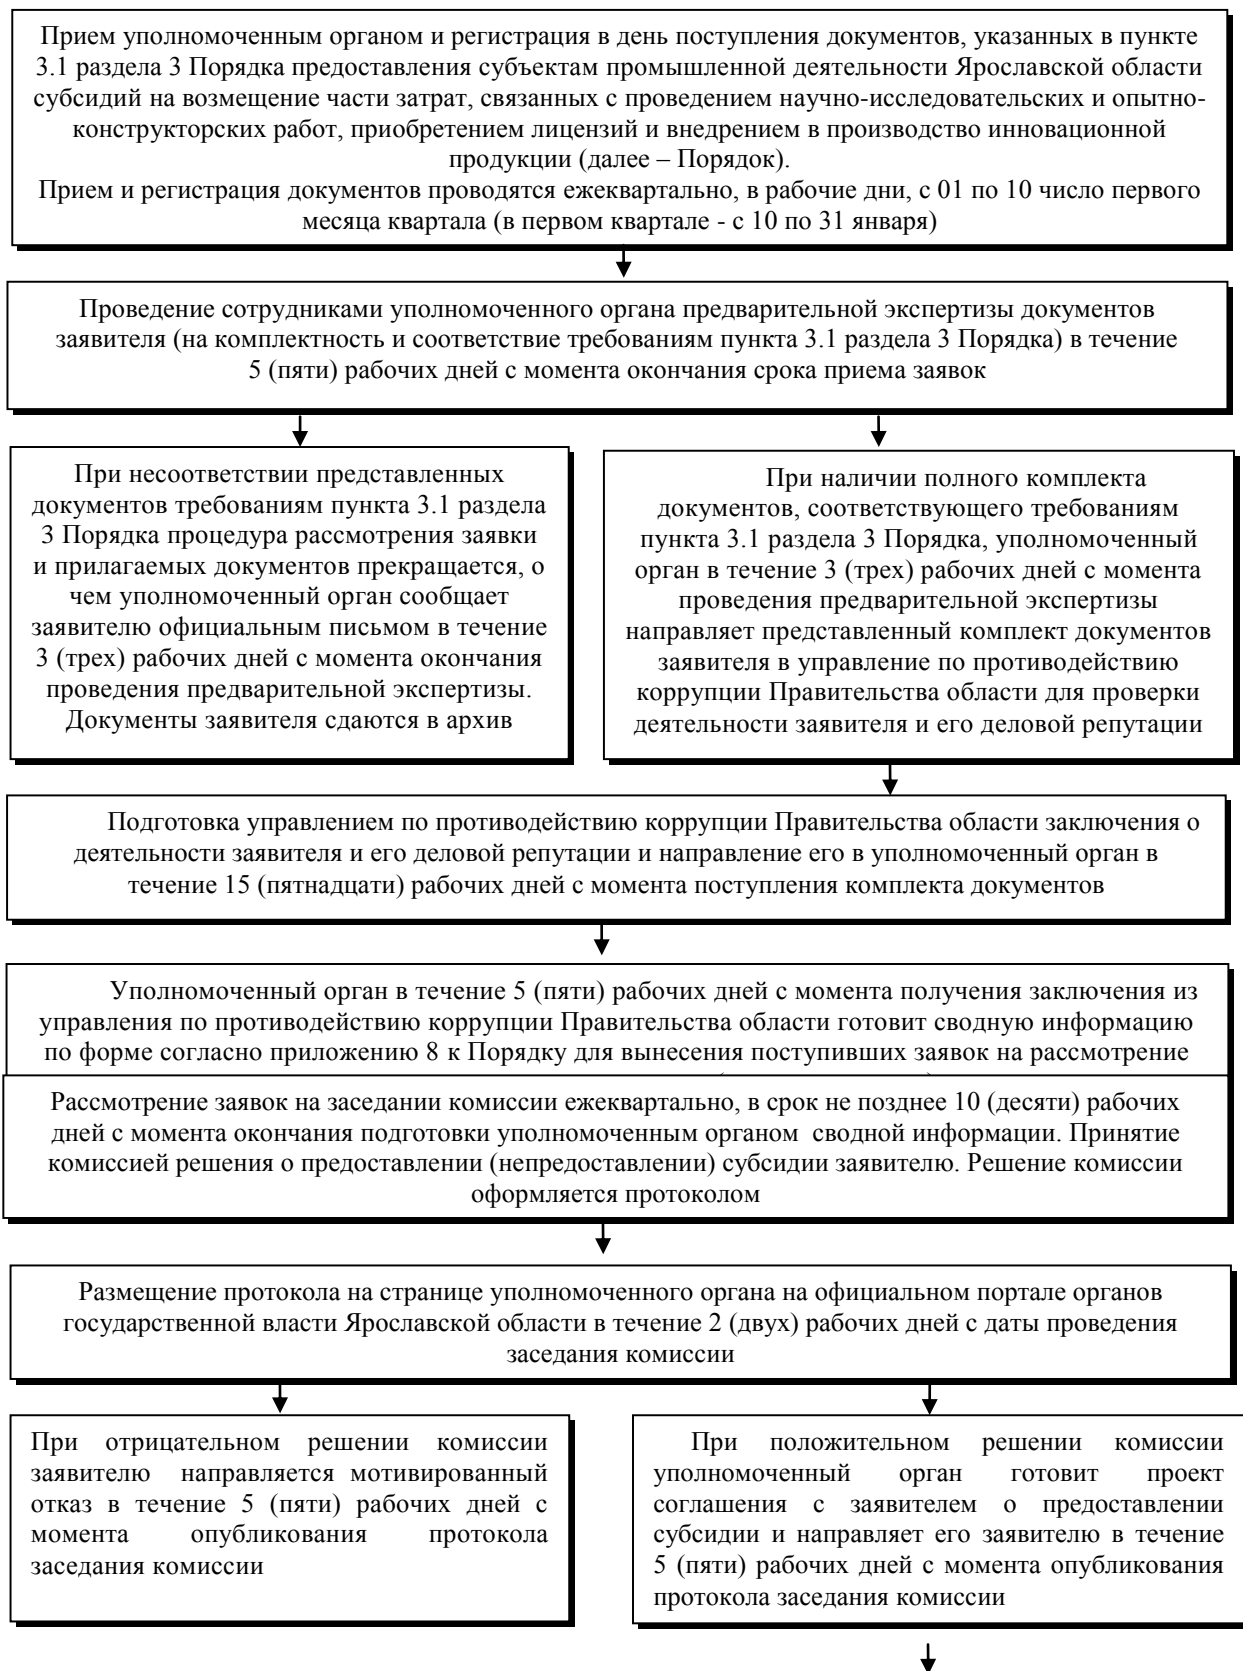 Прием уполномоченным органом и регистрация в день поступления документов, указанных в пункте
3.1 раздела 3 Порядка предоставления субъектам промышленной деятельности Ярославской области
субсидий на возмещение части затрат, связанных с проведением научно-исследовательских и опытно-
конструкторских работ, приобретением лицензий и внедрением в производство инновационной
продукции (далее – Порядок).
Прием и регистрация документов проводятся ежеквартально, в рабочие дни, с 01 по 10 число первого
месяца квартала (в первом квартале - с 10 по 31 января)
Проведение сотрудниками уполномоченного органа предварительной экспертизы документов
заявителя (на комплектность и соответствие требованиям пункта 3.1 раздела 3 Порядка) в течение
5 (пяти) рабочих дней с момента окончания срока приема заявок
При несоответствии представленных
документов требованиям пункта 3.1 раздела
3 Порядка процедура рассмотрения заявки
и прилагаемых документов прекращается, о
чем уполномоченный орган сообщает
заявителю официальным письмом в течение
3 (трех) рабочих дней с момента окончания
проведения предварительной экспертизы.
Документы заявителя сдаются в архив
При наличии полного комплекта
документов, соответствующего требованиям
пункта 3.1 раздела 3 Порядка, уполномоченный
орган в течение 3 (трех) рабочих дней с момента
проведения предварительной экспертизы
направляет представленный комплект документов
заявителя в управление по противодействию
коррупции Правительства области для проверки
деятельности заявителя и его деловой репутации
Подготовка управлением по противодействию коррупции Правительства области заключения о
деятельности заявителя и его деловой репутации и направление его в уполномоченный орган в
течение 15 (пятнадцати) рабочих дней с момента поступления комплекта документов
Уполномоченный орган в течение 5 (пяти) рабочих дней с момента получения заключения из
управления по противодействию коррупции Правительства области готовит сводную информацию
по форме согласно приложению 8 к Порядку для вынесения поступивших заявок на рассмотрение
Рассмотрение заявок на заседании комиссии ежеквартально, в срок не позднее 10 (десяти) рабочих
дней с момента окончания подготовки уполномоченным органом сводной информации. Принятие
комиссией решения о предоставлении (непредоставлении) субсидии заявителю. Решение комиссии
оформляется протоколом
Размещение протокола на странице уполномоченного органа на официальном портале органов
государственной власти Ярославской области в течение 2 (двух) рабочих дней с даты проведения
заседания комиссии
При отрицательном решении комиссии
заявителю направляется мотивированный
отказ в течение 5 (пяти) рабочих дней с
момента опубликования протокола
заседания комиссии
При положительном решении комиссии
уполномоченный орган готовит проект
соглашения с заявителем о предоставлении
субсидии и направляет его заявителю в течение
5 (пяти) рабочих дней с момента опубликования
протокола заседания комиссии